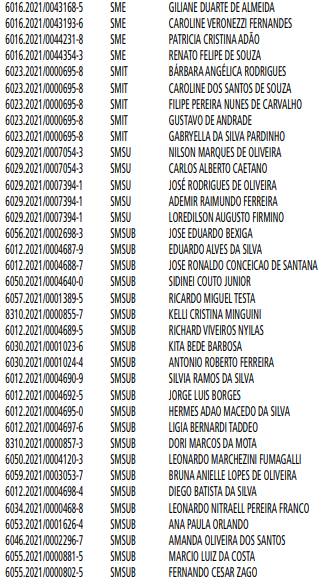 6016.2021/0043168-5 SME GILIANE DUARTE DE ALMEIDA
6016.2021/0043193-6 SME CAROLINE VERONEZZI FERNANDES
6016.2021/0044231-8 SME PATRICIA CRISTINA ADÃO
6016.2021/0044354-3 SME RENATO FELIPE DE SOUZA
6023.2021/0000695-8 SMIT BÁRBARA ANGÉLICA RODRIGUES
6023.2021/0000695-8 SMIT CAROLINE DOS SANTOS DE SOUZA
6023.2021/0000695-8 SMIT FILIPE PEREIRA NUNES DE CARVALHO
6023.2021/0000695-8 SMIT GUSTAVO DE ANDRADE
6023.2021/0000695-8 SMIT GABRYELLA DA SILVA PARDINHO
6029.2021/0007054-3 SMSU NILSON MARQUES DE OLIVEIRA
6029.2021/0007054-3 SMSU CARLOS ALBERTO CAETANO
6029.2021/0007394-1 SMSU JOSÉ RODRIGUES DE OLIVEIRA
6029.2021/0007394-1 SMSU ADEMIR RAIMUNDO FERREIRA
6029.2021/0007394-1 SMSU LOREDILSON AUGUSTO FIRMINO
6056.2021/0002698-3 SMSUB JOSE EDUARDO BEXIGA
6012.2021/0004687-9 SMSUB EDUARDO ALVES DA SILVA
6012.2021/0004688-7 SMSUB JOSE RONALDO CONCEICAO DE SANTANA
6050.2021/0004640-0 SMSUB SIDINEI COUTO JUNIOR
6057.2021/0001389-5 SMSUB RICARDO MIGUEL TESTA
8310.2021/0000855-7 SMSUB KELLI CRISTINA MINGUINI
6012.2021/0004689-5 SMSUB RICHARD VIVEIROS NYILAS
6030.2021/0001023-6 SMSUB KITA BEDE BARBOSA
6030.2021/0001024-4 SMSUB ANTONIO ROBERTO FERREIRA
6012.2021/0004690-9 SMSUB SILVIA RAMOS DA SILVA
6012.2021/0004692-5 SMSUB JORGE LUIS BORGES
6012.2021/0004695-0 SMSUB HERMES ADAO MACEDO DA SILVA
6012.2021/0004697-6 SMSUB LIGIA BERNARDI TADDEO
8310.2021/0000857-3 SMSUB DORI MARCOS DA MOTA
6050.2021/0004120-3 SMSUB LEONARDO MARCHEZINI FUMAGALLI
6059.2021/0003053-7 SMSUB BRUNA ANIELLE LOPES DE OLIVEIRA
6012.2021/0004698-4 SMSUB DIEGO BATISTA DA SILVA
6034.2021/0000468-8 SMSUB LEONARDO NITRAELL PEREIRA FRANCO
6053.2021/0001626-4 SMSUB ANA PAULA ORLANDO
6046.2021/0002296-7 SMSUB AMANDA OLIVEIRA DOS SANTOS
6055.2021/0000881-5 SMSUB MARCIO LUIZ DA COSTA
6055.2021/0000802-5 SMSUB FERNANDO CESAR ZAGO